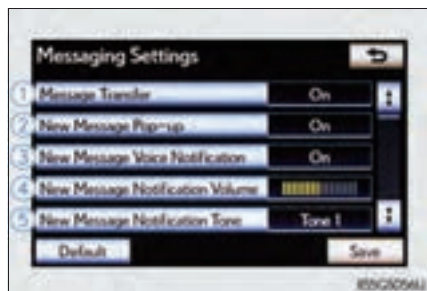 Messaging Settings
1 Message Transfer On
2 New Message Pop-up On
3 New Message Voice Notification On
4 New Message Notification Volume
5 New Message Notification Tone Tone 1
Default Save